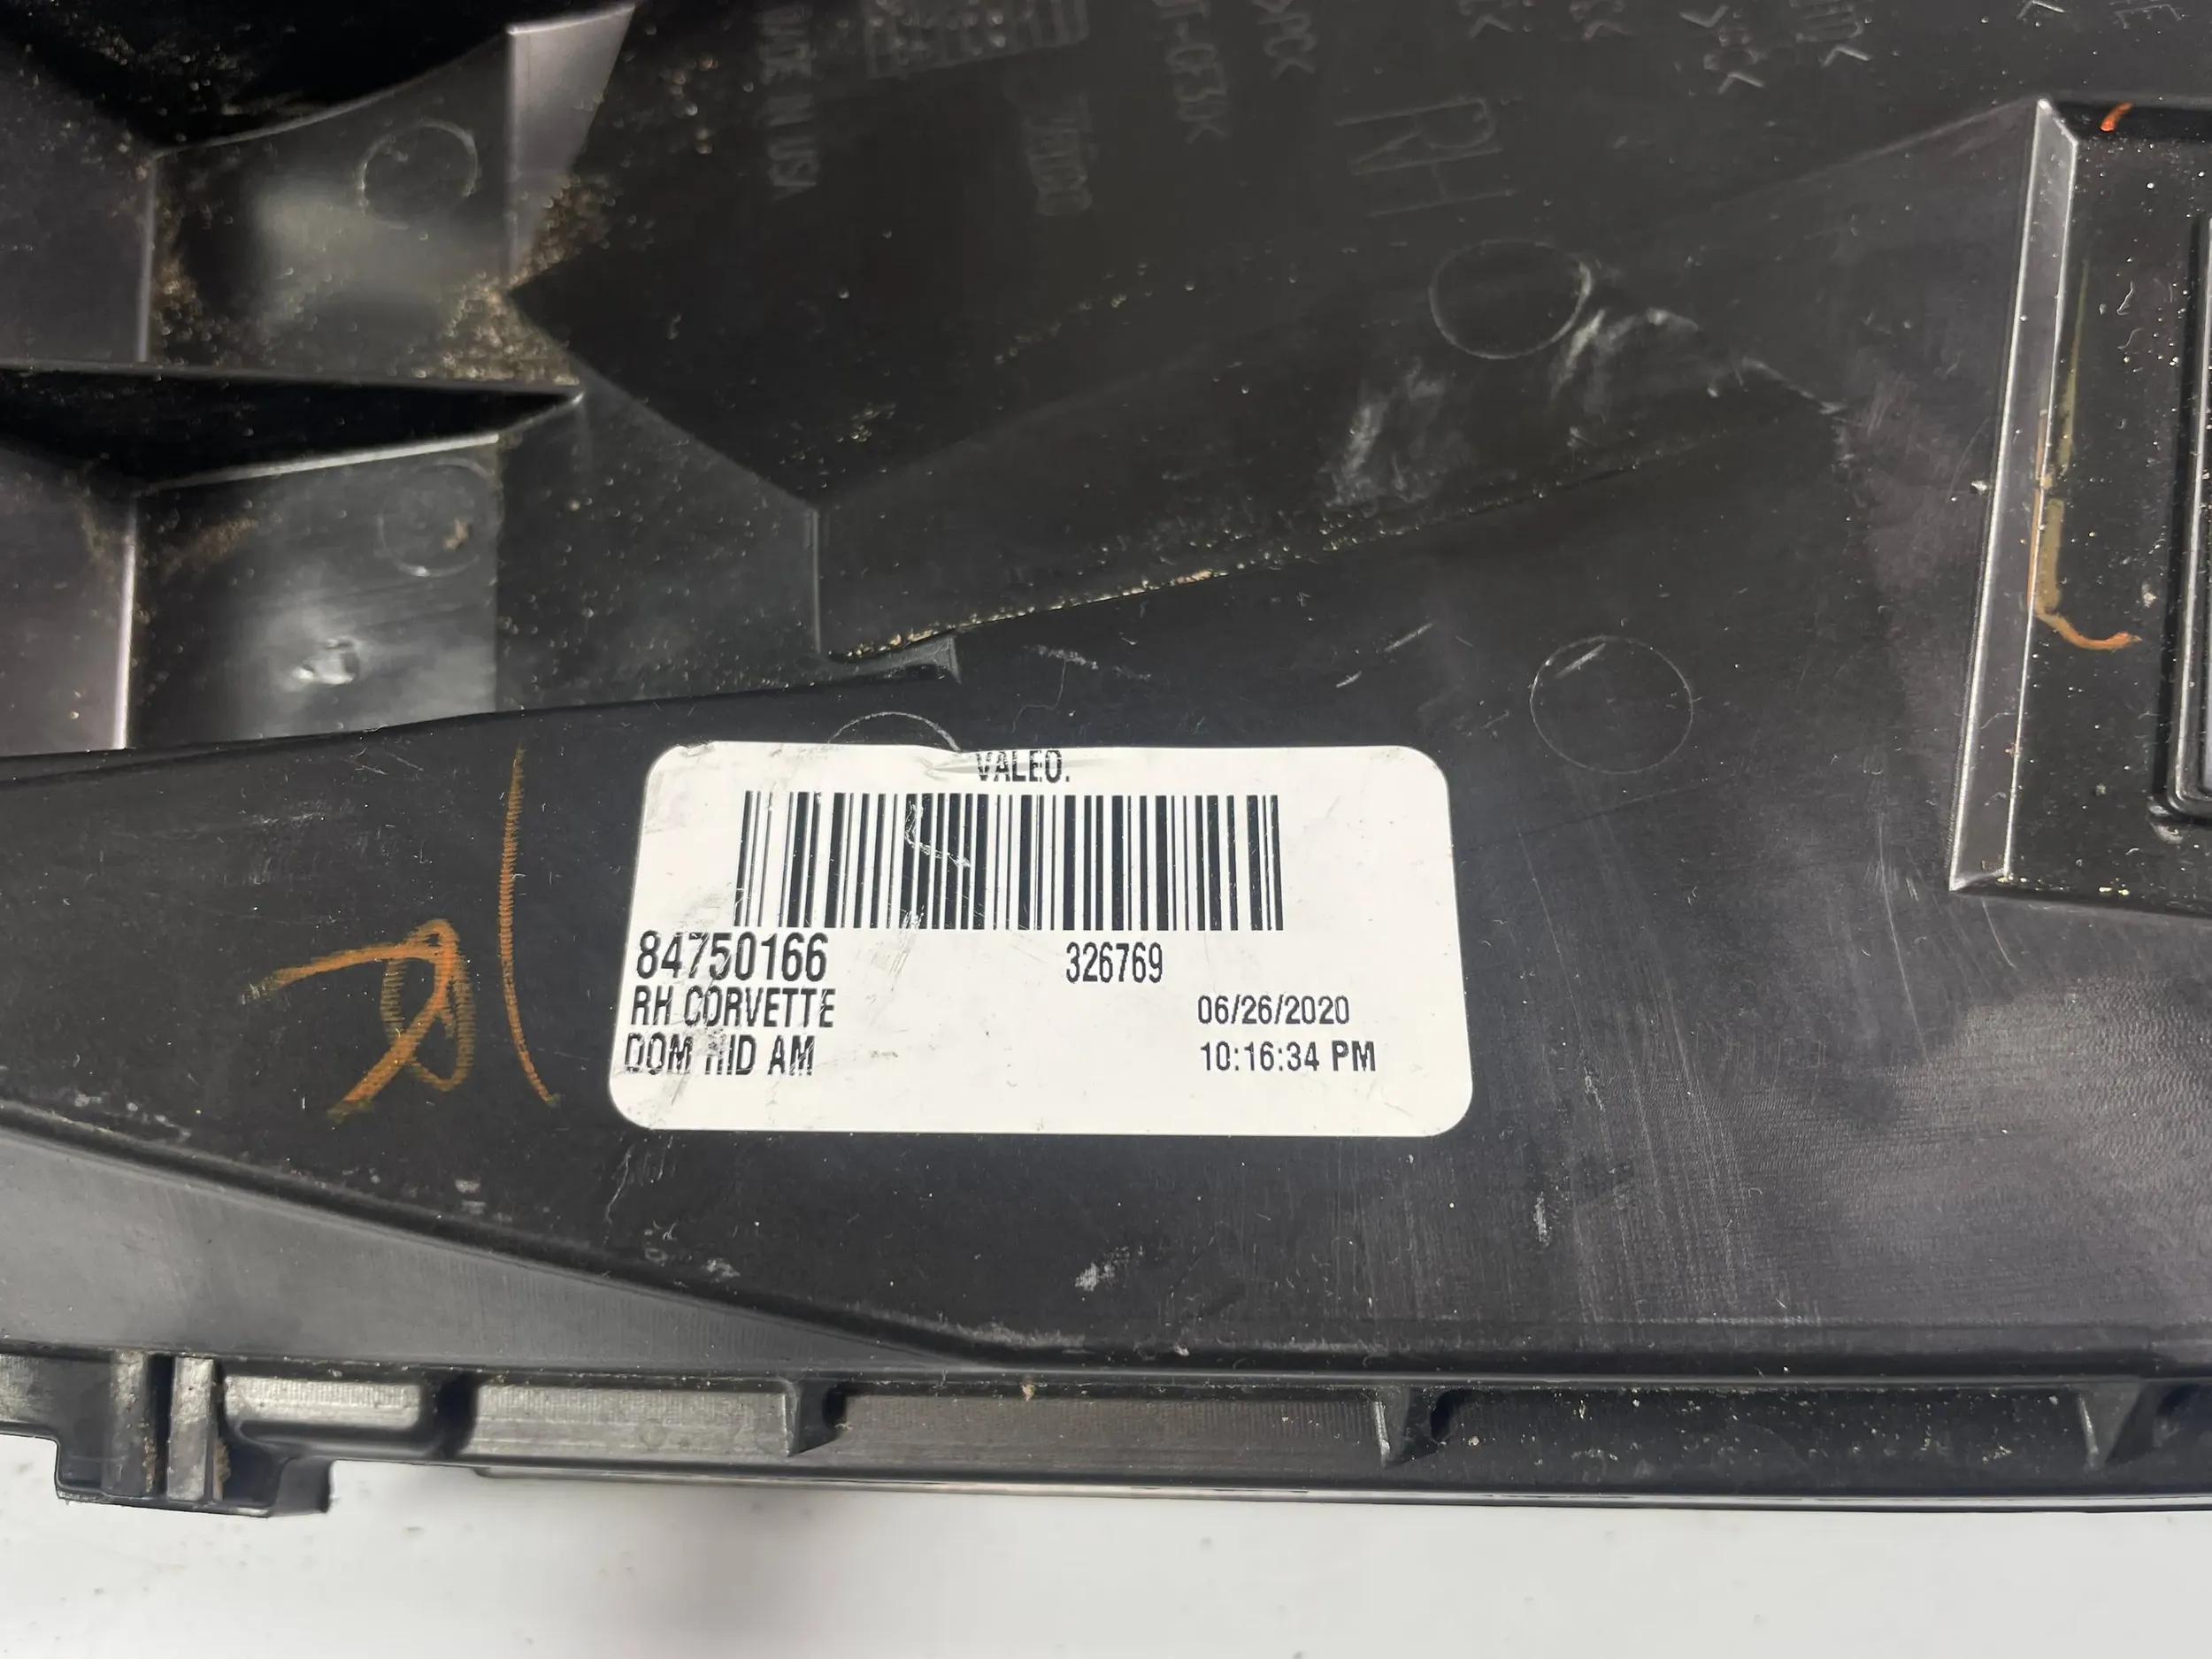 MADE IN USA
RH
VALEO.
84750166
326769
RH CORVETTE
06/26/2020
DOM HID AM
10:16:34 PM